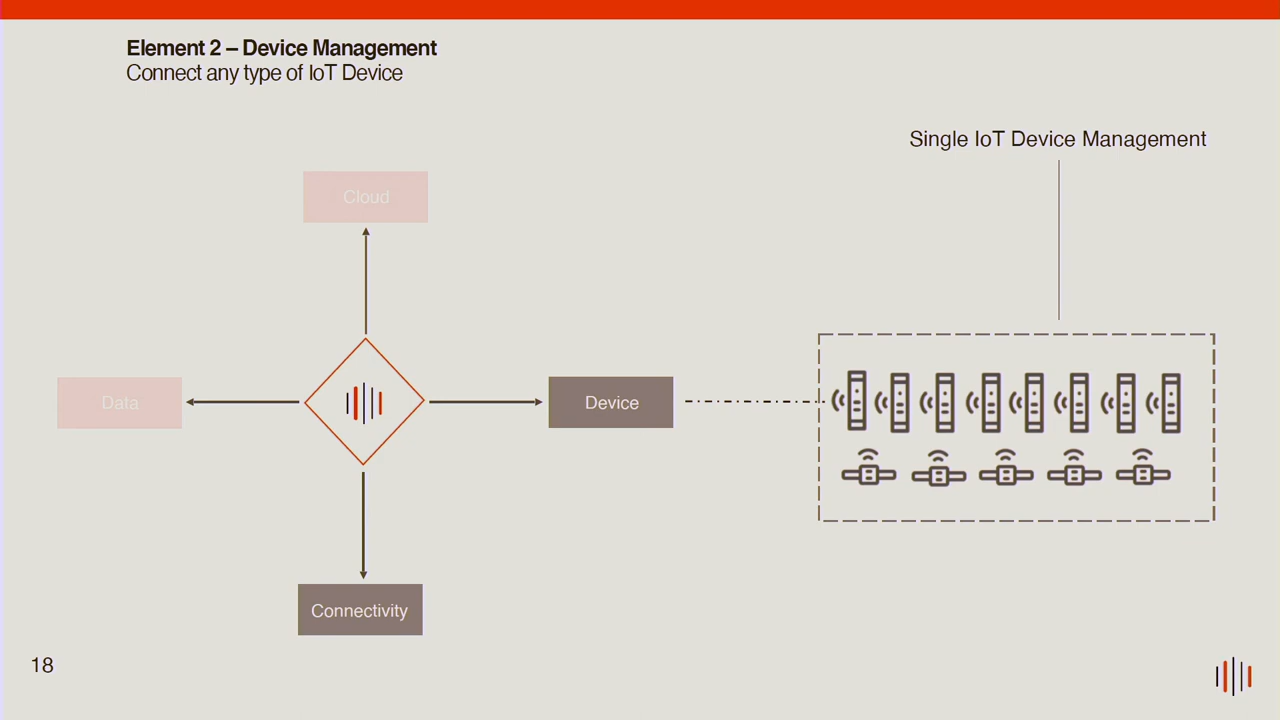 Element 2 – Device Management
Connect any type of IoT Device
Single IoT Device Management
Cloud
Data
Device
Connectivity
18